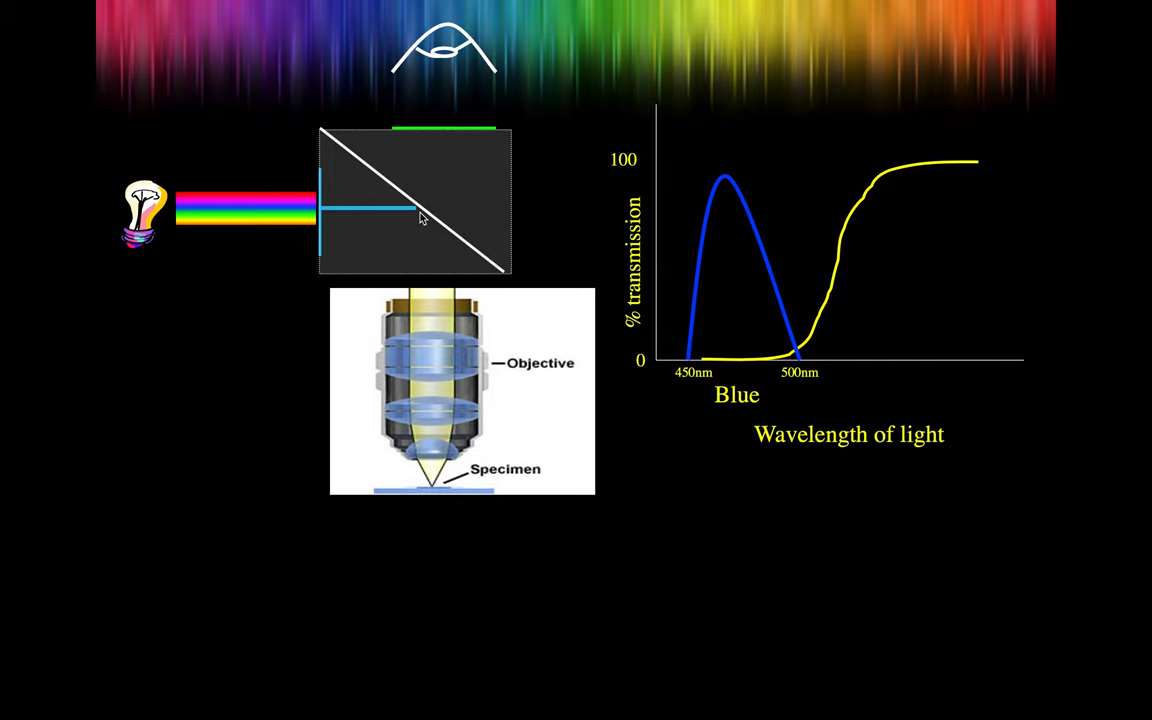 100
% transmission
0
450nm
500nm
Blue
Wavelength of light
Objective
Specimen